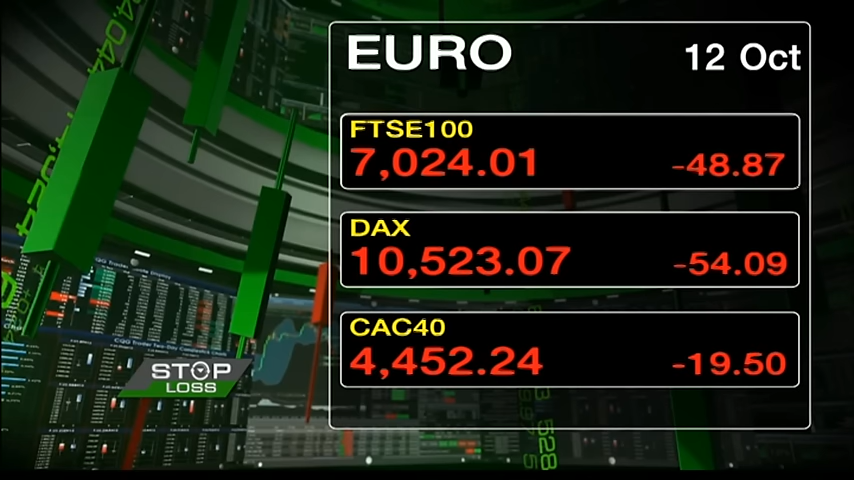 EURO
12 Oct
FTSE100
7,024.01
-48.87
DAX
10,523.07
-54.09
CAC40
4,452.24
-19.50
STOP
LOSS
528